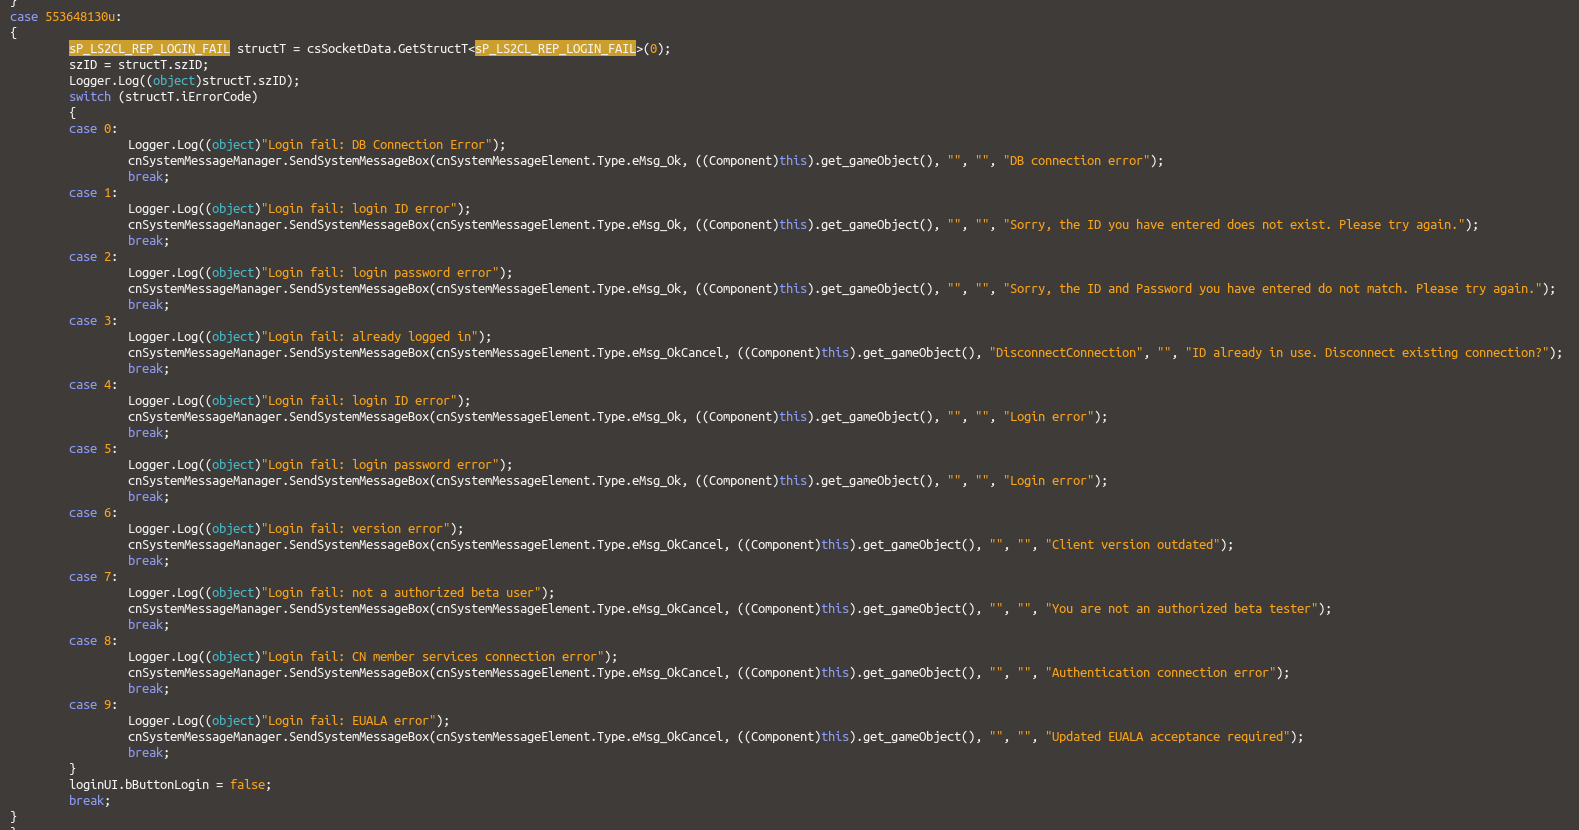 }
case 553648130u:
{
sP_LS2CL_REP_LOGIN_FAIL structT = csSocketData.GetStructT<sP_LS2CL_REP_LOGIN_FAIL>(0);
szID = structT.szID;
Logger.Log((object)structT.szID);
switch (structT.iErrorCode)
{
case 0:
Logger.Log((object)"Login fail: DB Connection Error");
cnSystemMessageManager.SendSystemMessageBox(cnSystemMessageElement.Type.eMsg_Ok, ((Component)this).get_gameObject(), "", "", "DB connection error");
break;
case 1:
Logger.Log((object)"Login fail: login ID error");
cnSystemMessageManager.SendSystemMessageBox(cnSystemMessageElement.Type.eMsg_Ok, ((Component)this).get_gameObject(), "", "", "Sorry, the ID you have entered does not exist. Please try again.");
break;
case 2:
Logger.Log((object)"Login fail: login password error");
cnSystemMessageManager.SendSystemMessageBox(cnSystemMessageElement.Type.eMsg_Ok, ((Component)this).get_gameObject(), "", "", "Sorry, the ID and Password you have entered do not match. Please try again.");
break;
case 3:
Logger.Log((object)"Login fail: already logged in");
cnSystemMessageManager.SendSystemMessageBox(cnSystemMessageElement.Type.eMsg_OkCancel, ((Component)this).get_gameObject(), "DisconnectConnection", "", "ID already in use. Disconnect existing connection?");
break;
case 4:
Logger.Log((object)"Login fail: login ID error");
cnSystemMessageManager.SendSystemMessageBox(cnSystemMessageElement.Type.eMsg_Ok, ((Component)this).get_gameObject(), "", "", "Login error");
break;
case 5:
Logger.Log((object)"Login fail: login password error");
cnSystemMessageManager.SendSystemMessageBox(cnSystemMessageElement.Type.eMsg_Ok, ((Component)this).get_gameObject(), "", "", "Login error");
break;
case 6:
Logger.Log((object)"Login fail: version error");
cnSystemMessageManager.SendSystemMessageBox(cnSystemMessageElement.Type.eMsg_OkCancel, ((Component)this).get_gameObject(), "", "", "Client version outdated");
break;
case 7:
Logger.Log((object)"Login fail: not a authorized beta user");
cnSystemMessageManager.SendSystemMessageBox(cnSystemMessageElement.Type.eMsg_OkCancel, ((Component)this).get_gameObject(), "", "", "You are not an authorized beta tester");
break;
case 8:
Logger.Log((object)"Login fail: CN member services connection error");
cnSystemMessageManager.SendSystemMessageBox(cnSystemMessageElement.Type.eMsg_OkCancel, ((Component)this).get_gameObject(), "", "", "Authentication connection error");
break;
case 9:
Logger.Log((object)"Login fail: EUALA error");
cnSystemMessageManager.SendSystemMessageBox(cnSystemMessageElement.Type.eMsg_OkCancel, ((Component)this).get_gameObject(), "", "", "Updated EUALA acceptance required");
break;
}
loginUI.bButtonLogin = false;
break;
}
}